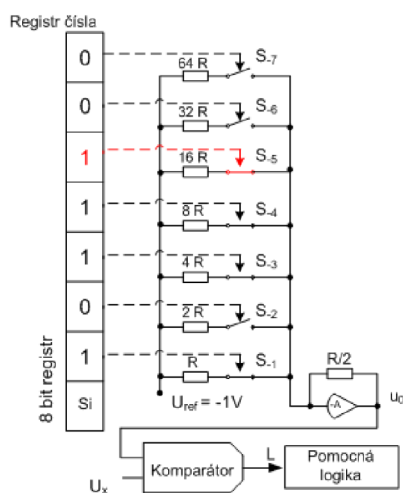 Registr čísla
0
64 R
S-7
0
32 R
S-6
1
16 R
S-5
1
8 R
S-4
1
4 R
S-3
0
2 R
S-2
1
R
S-1
8 bit registr
Si
Uref = -1V
R/2
-A
u0
Ux
Komparátor
L
Pomocná
logika